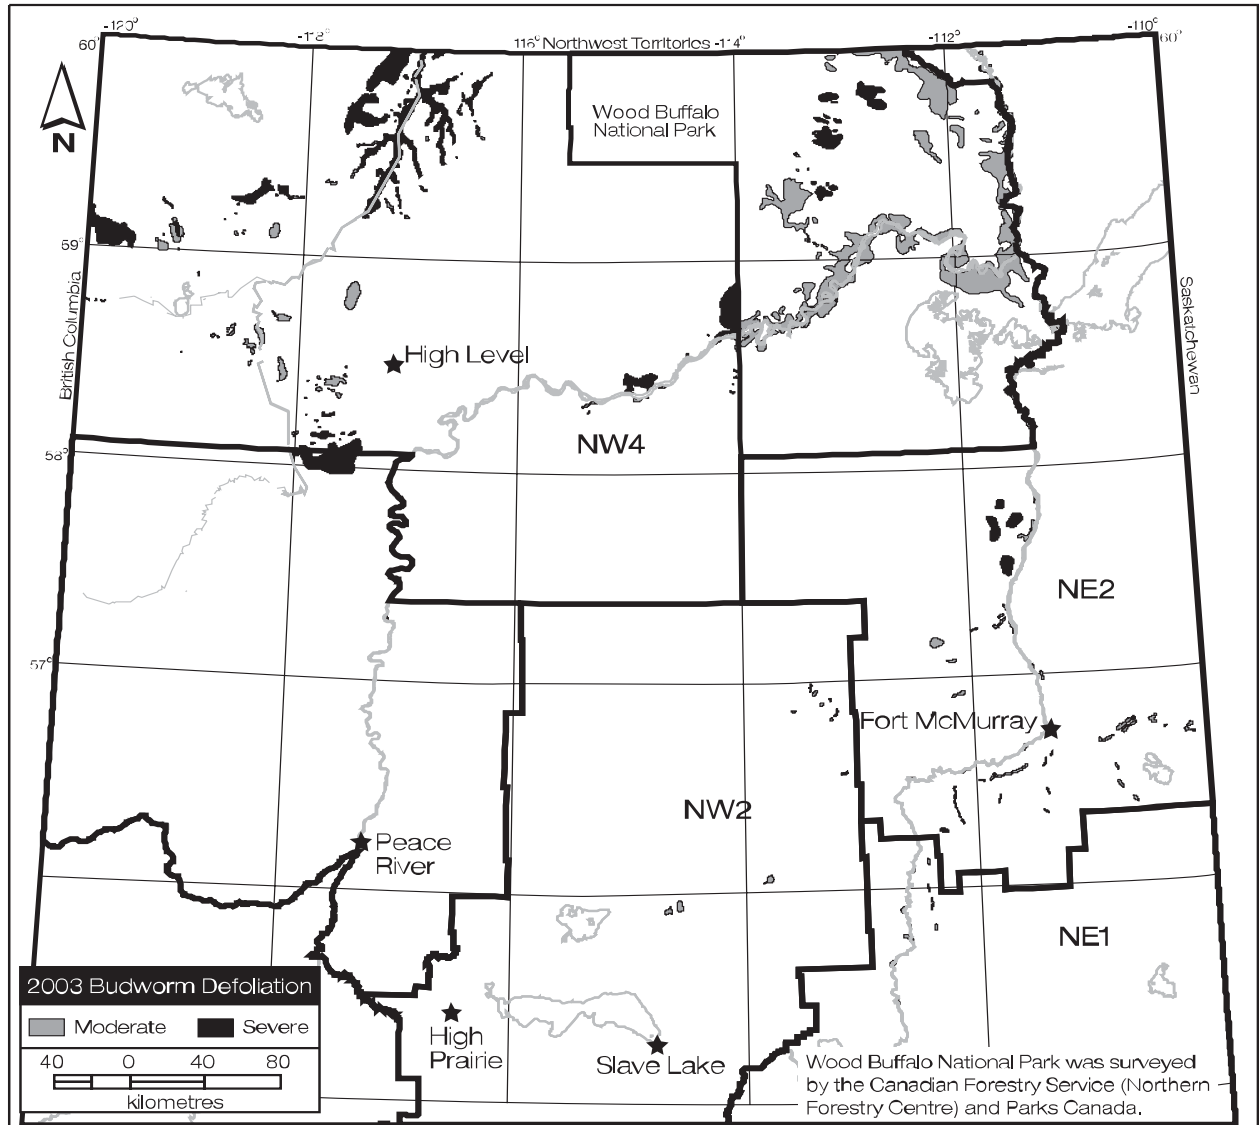 -120°
-118°
116° Northwest Territories -114°
-112°
-110°
60°
60°
Wood Buffalo
National Park
N
59°
British Columbia
Saskatchewan
High Level
NW4
58°
NE2
57°
Fort McMurray
NW2
Peace
River
NE1
2003 Budworm Defoliation
Moderate
Severe
40 0 40 80
kilometres
High
Prairie
Slave Lake
Wood Buffalo National Park was surveyed
by the Canadian Forestry Service (Northern
Forestry Centre) and Parks Canada.